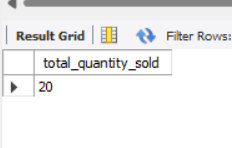 Result Grid Filter Rows:
total_quantity_sold
20